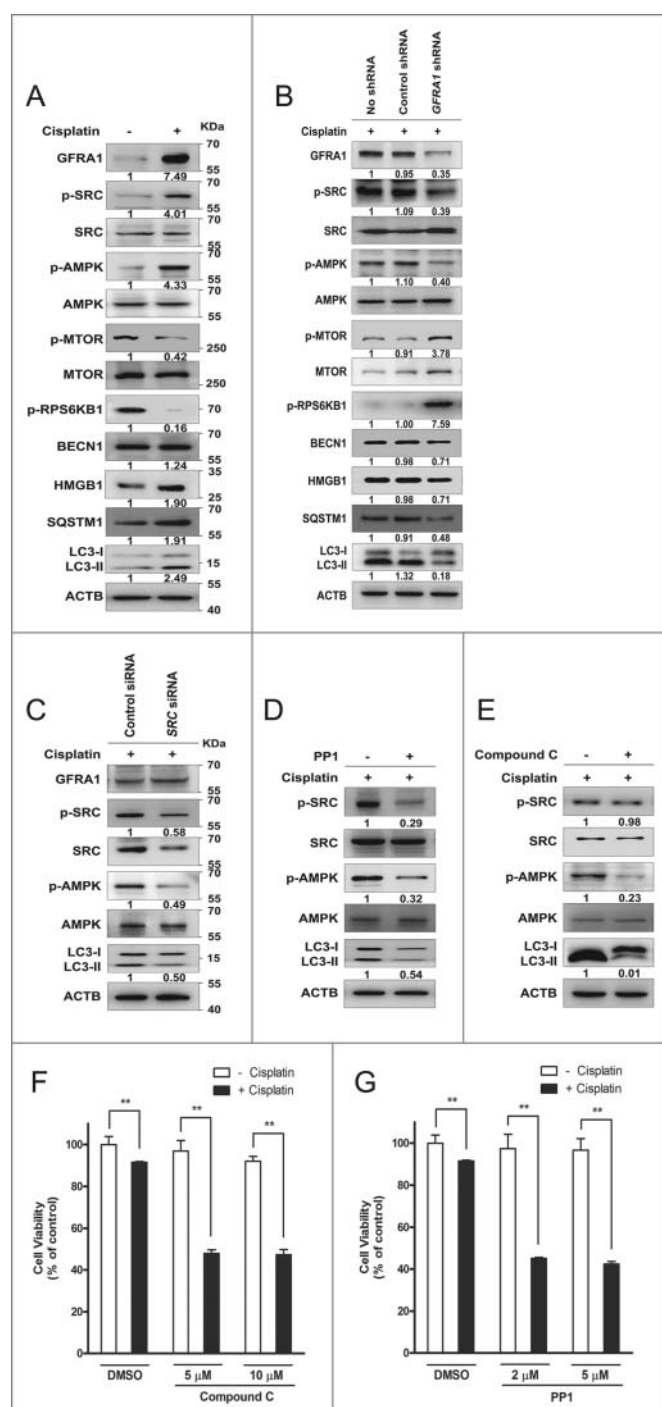 A
Cisplatin - + KDa
GFRA1 70
55
1 7.49
p-SRC 70
55
1 4.01
SRC 70
55
p-AMPK 70
55
1 4.33
AMPK 70
55
p-MTOR
250
1 0.42
MTOR
250
p-RPS6KB1 70
1 0.16
BECN1 70
55
1 1.24
HMGB1 35
25
1 1.90
SQSTM1 70
55
1 1.91
LC3-I
LC3-II 15
1 2.49
ACTB 55
40
B
No shRNA
Control shRNA
GFRA1 shRNA
Cisplatin + + +
GFRA1
1 0.95 0.35
p-SRC
1 1.09 0.39
SRC
p-AMPK
1 1.10 0.40
AMPK
p-MTOR
1 0.91 3.78
MTOR
p-RPS6KB1
1 1.00 7.59
BECN1
1 0.98 0.71
HMGB1
1 0.98 0.71
SQSTM1
1 0.91 0.48
LC3-I
LC3-II
1 1.32 0.18
ACTB
C
Control siRNA
SRC siRNA
KDa
Cisplatin + +
GFRA1 70
55
p-SRC 70
55
1 0.58
SRC 70
55
p-AMPK 70
55
1 0.49
AMPK 70
55
LC3-I
LC3-II 15
1 0.50
ACTB 55
40
D
PP1 - +
Cisplatin + +
p-SRC
1 0.29
SRC
p-AMPK
1 0.32
AMPK
LC3-I
LC3-II
1 0.54
ACTB
E
Compound C - +
Cisplatin + +
p-SRC
1 0.98
SRC
p-AMPK
1 0.23
AMPK
LC3-I
LC3-II
1 0.01
ACTB
F
- Cisplatin
+ Cisplatin
** ** **
Cell Viability
(% of control)
100
80
60
40
20
0
DMSO 5 μM 10 μM
Compound C
G
- Cisplatin
+ Cisplatin
** ** **
Cell Viability
(% of control)
100
80
60
40
20
0
DMSO 2 μM 5 μM
PP1